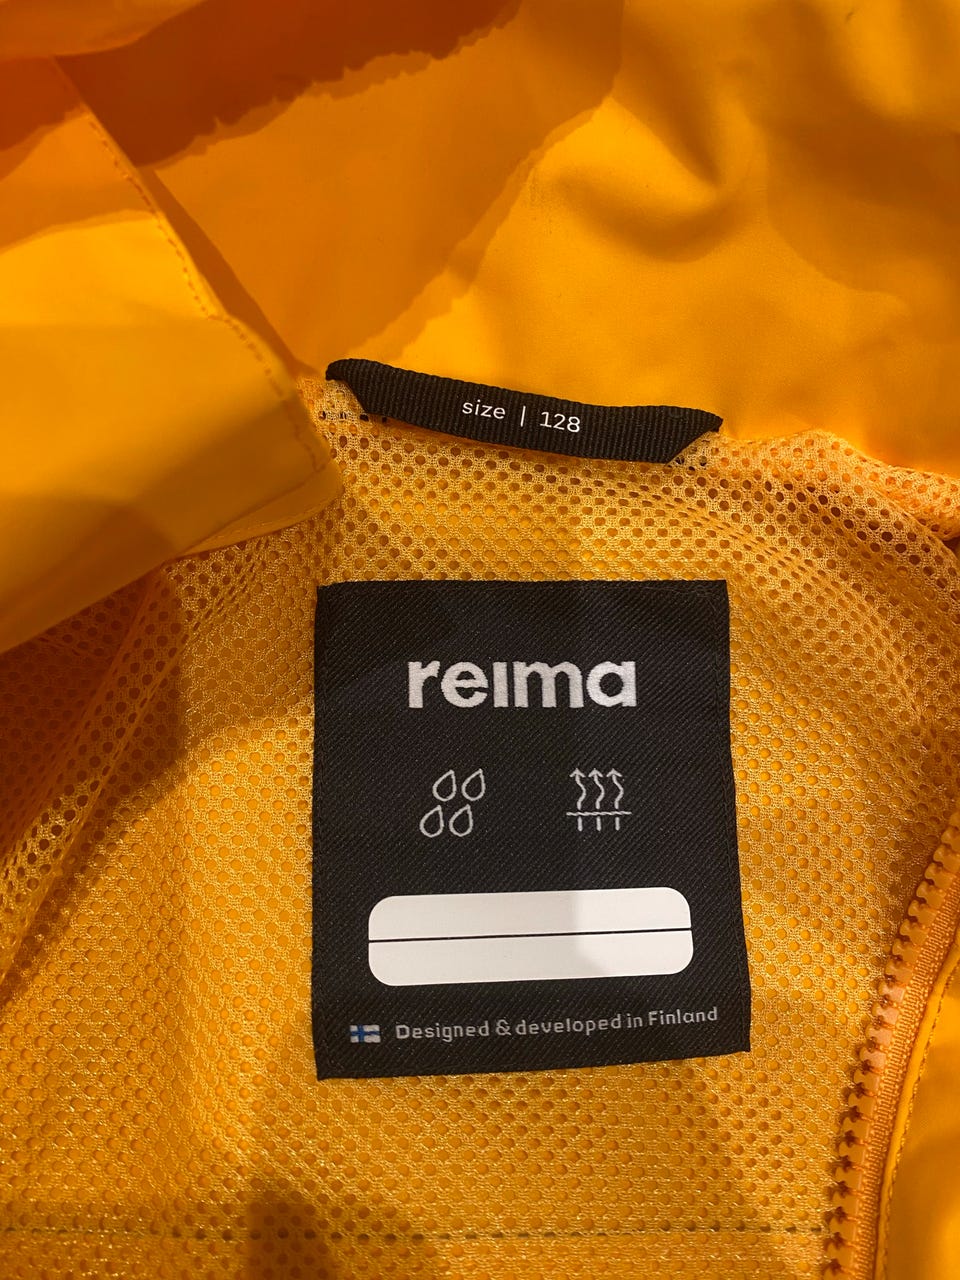 size | 128
reima
Designed & developed in Finland